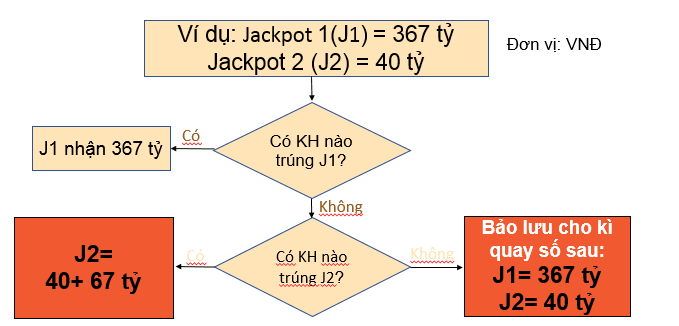 Ví dụ: Jackpot 1(J1) = 367 tỷ
Jackpot 2 (J2) = 40 tỷ
Đơn vị: VNĐ
Có KH nào
trúng J1?
Có
J1 nhận 367 tỷ
Không
Có KH nào
trúng J2?
Có
J2=
40+ 67 tỷ
Không
Bảo lưu cho kì
quay số sau:
J1= 367 tỷ
J2= 40 tỷ